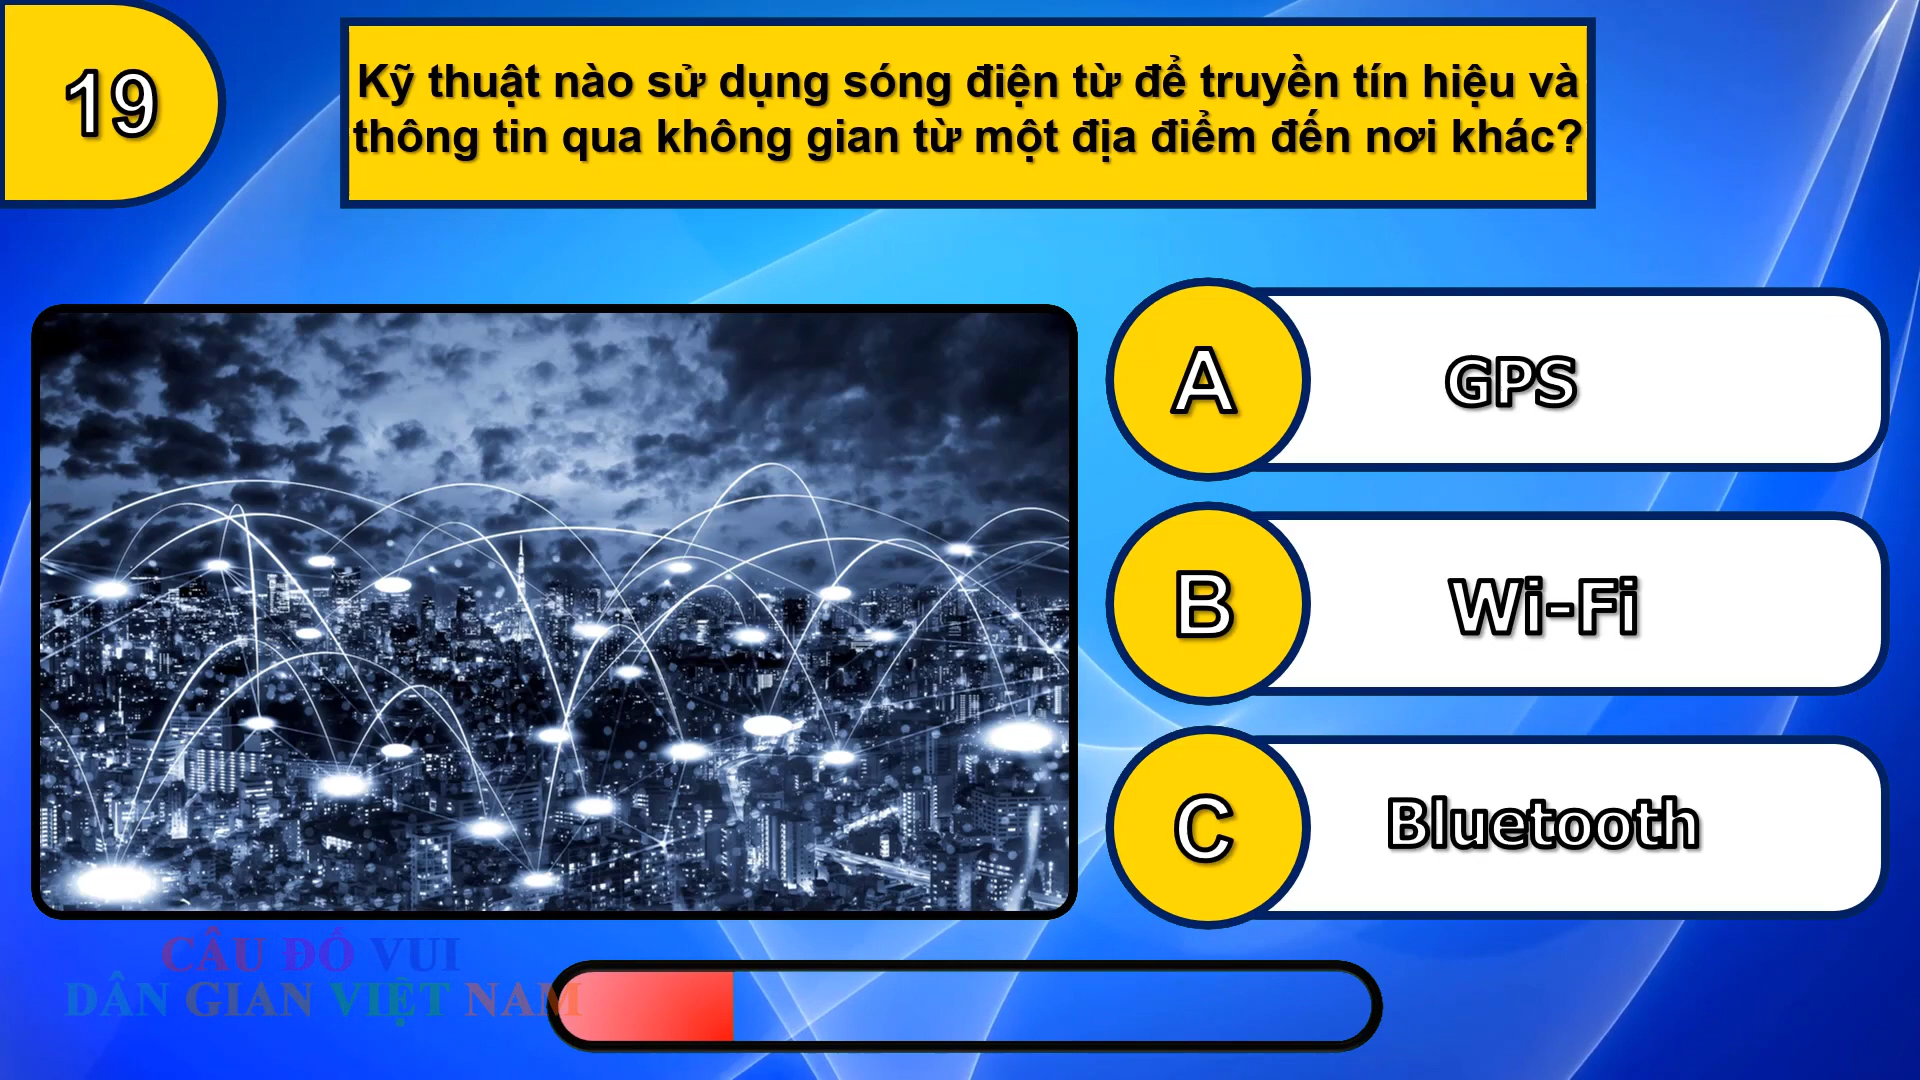 19
Kỹ thuật nào sử dụng sóng điện từ để truyền tín hiệu và
thông tin qua không gian từ một địa điểm đến nơi khác?
A
GPS
B
Wi-Fi
C
Bluetooth
CÂU ĐỐ VUI
DÂN GIAN VIỆT NAM